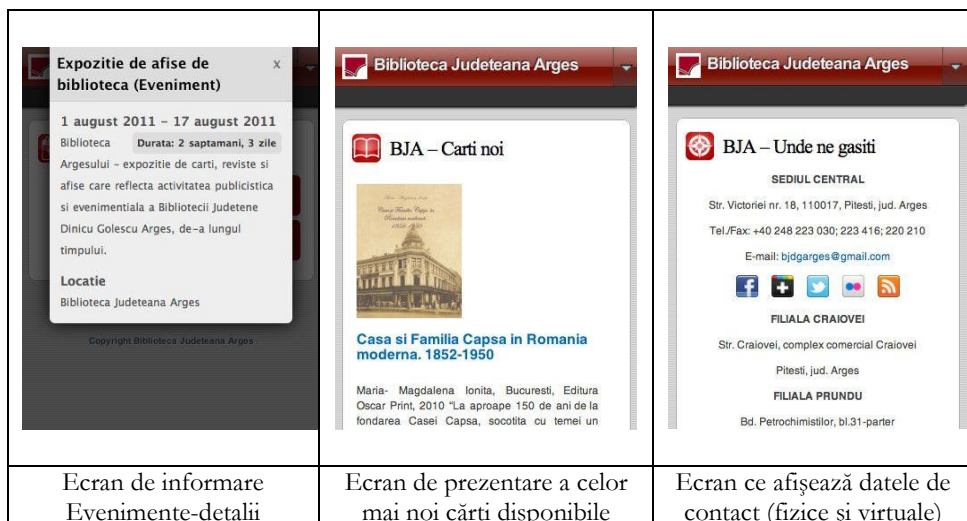 Expozitie de afise de
biblioteca (Eveniment)
x
1 august 2011 – 17 august 2011
Biblioteca
Durata: 2 saptamani, 3 zile
Argesului – expozitie de carti, reviste si
afise care reflecta activitatea publicistica
si evenimentiala a Bibliotecii Judetene
Dinicu Golescu Arges, de-a lungul
timpului.
Locatie
Biblioteca Judeteana Arges
Copyright Biblioteca Judeteana Arges
Ecran de informare
Evenimente-detalii
Biblioteca Judeteana Arges
BJA – Carti noi
Casa si Familia Capsa in Romania
moderna. 1852-1950
Maria- Magdalena Ionita, Bucuresti, Editura
Oscar Print, 2010 "La aproape 150 de ani de la
fondarea Casei Capsa, socotita cu temei un
Ecran de prezentare a celor
mai noi cărți disponibile
Biblioteca Judeteana Arges
BJA – Unde ne gasiti
SEDIUL CENTRAL
Str. Victoriei nr. 18, 110017, Pitesti, jud. Arges
Tel./Fax: +40 248 223 030; 223 416; 220 210
E-mail: bjdgarges@gmail.com
FILIALA CRAIOVEI
Str. Craiovei, complex comercial Craiovei
Pitesti, jud. Arges
FILIALA PRUNDU
Bd. Petrochimistilor, bl.31-parter
Ecran ce afişează datele de
contact (fizice și virtuale)